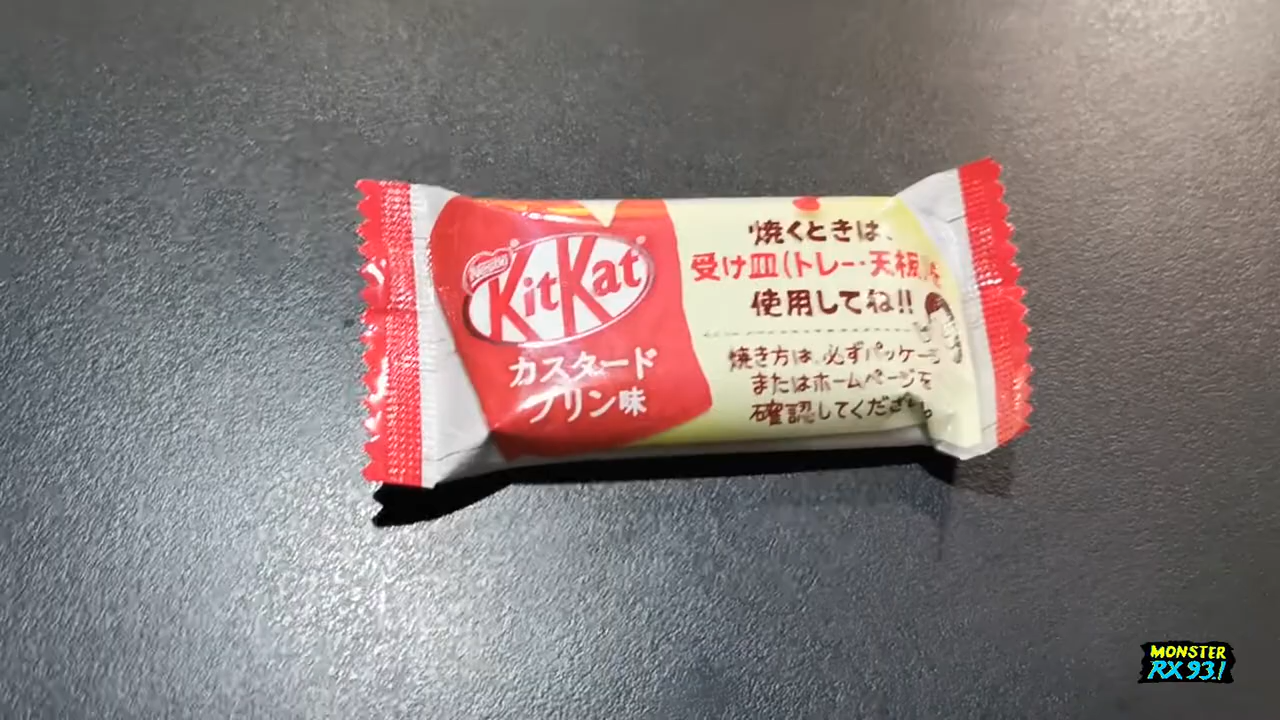 Nestlé
KitKat
カスタード
プリン味
焼くときは、
受け皿(トレー・天板)を
使用してね!!
焼き方は、必ずパッケージ
またはホームページを
確認してください。
MONSTER
RX 93.1